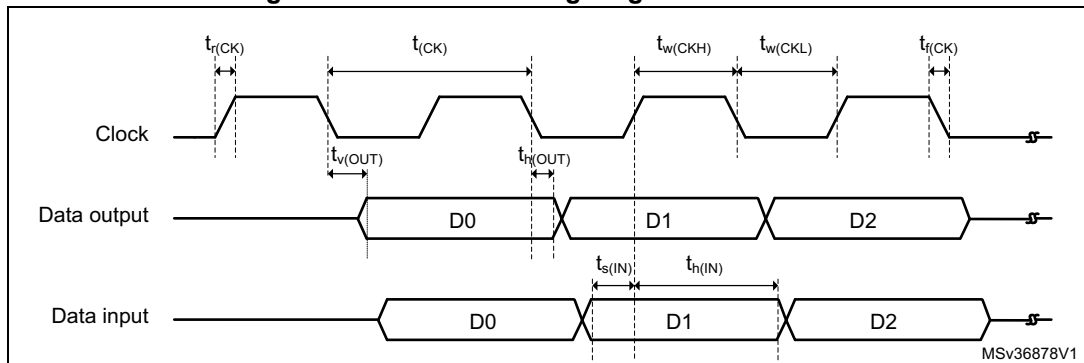 t_r(CK) t_(CK) t_w(CKH) t_w(CKL) t_f(CK)
Clock
t_v(OUT) t_h(OUT)
Data output D0 D1 D2
t_s(IN) t_h(IN)
Data input D0 D1 D2
MSv36878V1